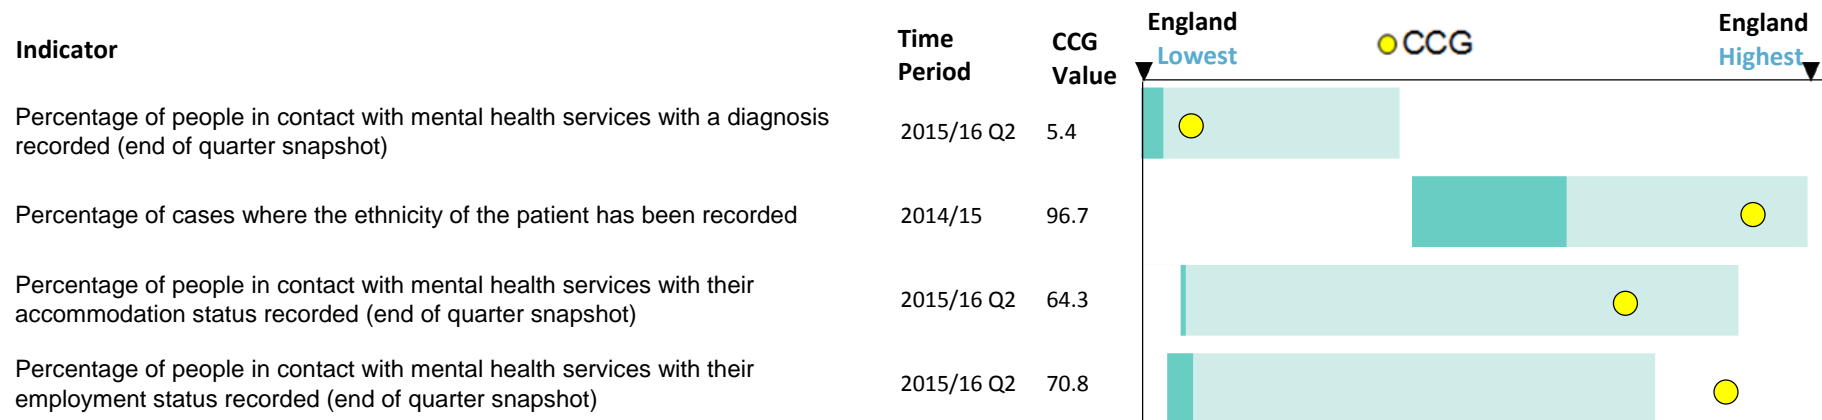 Indicator
Time Period
CCG Value
England Lowest
CCG
England Highest
Percentage of people in contact with mental health services with a diagnosis
recorded (end of quarter snapshot)
2015/16 Q2
5.4
Percentage of cases where the ethnicity of the patient has been recorded
2014/15
96.7
Percentage of people in contact with mental health services with their
accommodation status recorded (end of quarter snapshot)
2015/16 Q2
64.3
Percentage of people in contact with mental health services with their
employment status recorded (end of quarter snapshot)
2015/16 Q2
70.8